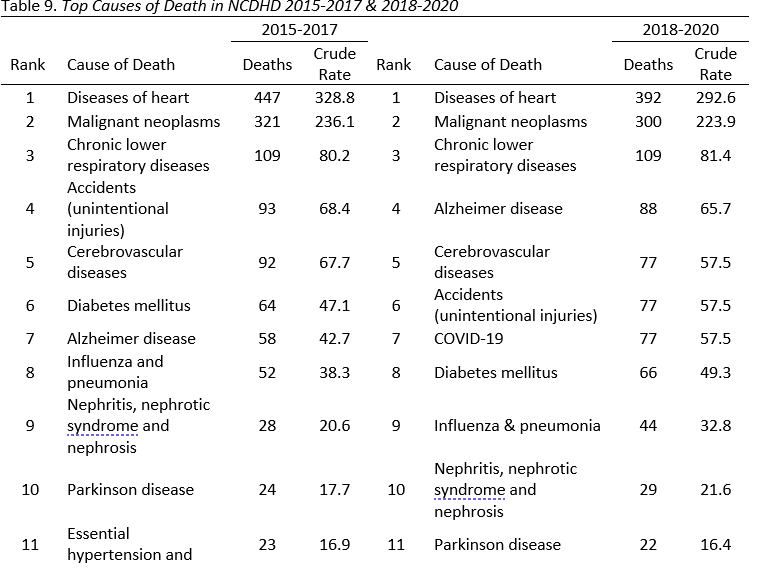 Table 9. Top Causes of Death in NCDHD 2015-2017 & 2018-2020
2015-2017 2018-2020
Rank Cause of Death Deaths Crude Rate Rank Cause of Death Deaths Crude Rate
1 Diseases of heart 447 328.8 1 Diseases of heart 392 292.6
2 Malignant neoplasms 321 236.1 2 Malignant neoplasms 300 223.9
3 Chronic lower respiratory diseases 109 80.2 3 Chronic lower respiratory diseases 109 81.4
4 Accidents (unintentional injuries) 93 68.4 4 Alzheimer disease 88 65.7
5 Cerebrovascular diseases 92 67.7 5 Cerebrovascular diseases 77 57.5
6 Diabetes mellitus 64 47.1 6 Accidents (unintentional injuries) 77 57.5
7 Alzheimer disease 58 42.7 7 COVID-19 77 57.5
8 Influenza and pneumonia 52 38.3 8 Diabetes mellitus 66 49.3
9 Nephritis, nephrotic syndrome and nephrosis 28 20.6 9 Influenza & pneumonia 44 32.8
10 Parkinson disease 24 17.7 10 Nephritis, nephrotic syndrome and nephrosis 29 21.6
11 Essential hypertension and 23 16.9 11 Parkinson disease 22 16.4